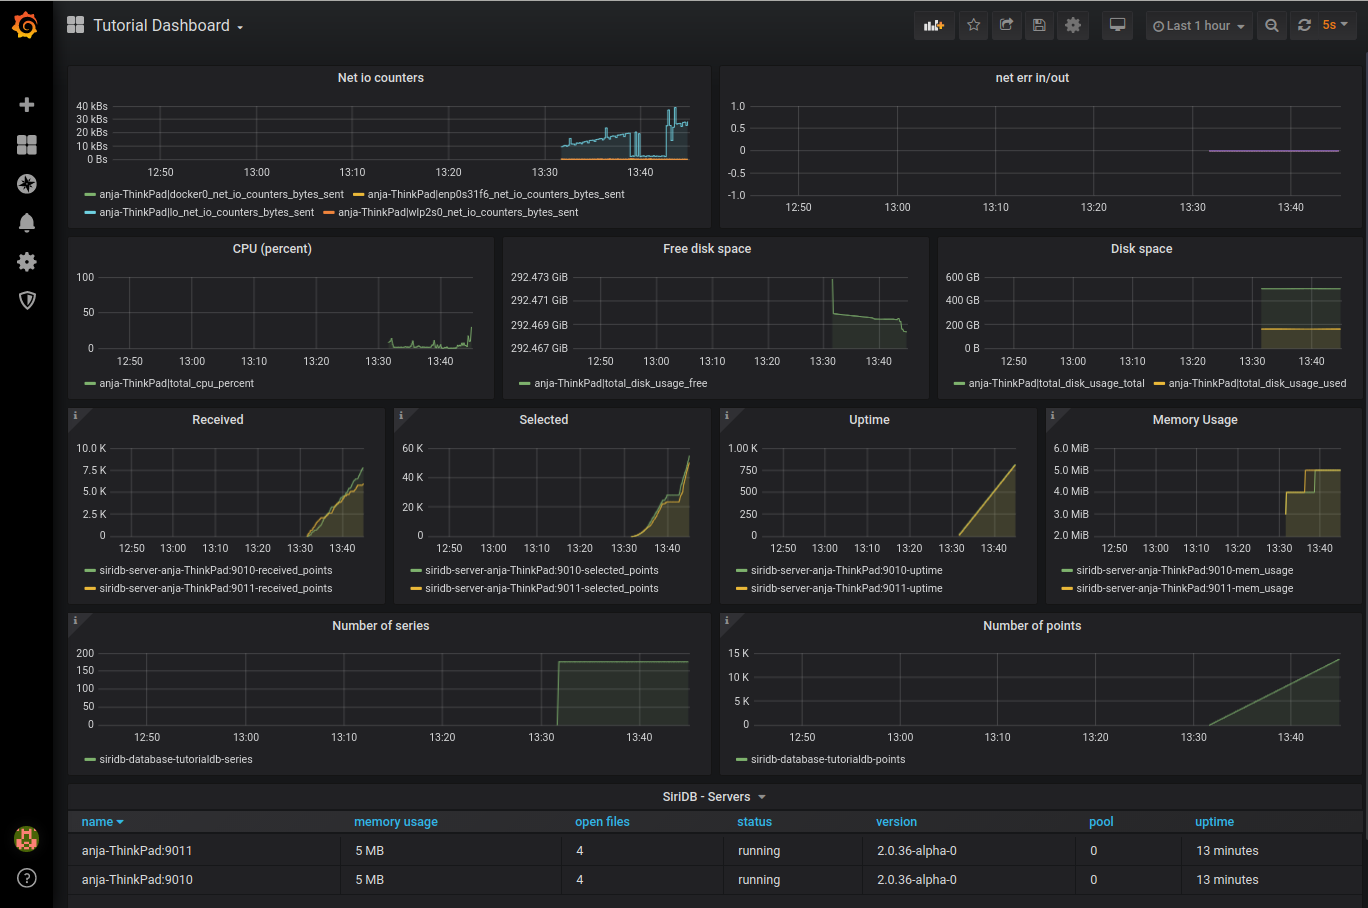 Tutorial Dashboard
Last 1 hour
5s
Net io counters
40 kBs
30 kBs
20 kBs
10 kBs
0 Bs
12:50 13:00 13:10 13:20 13:30 13:40
anja-ThinkPad|docker0_net_io_counters_bytes_sent anja-ThinkPad|enp0s31f6_net_io_counters_bytes_sent
anja-ThinkPad|lo_net_io_counters_bytes_sent anja-ThinkPad|wlp2s0_net_io_counters_bytes_sent
net err in/out
1.0
0.5
0
-0.5
-1.0
12:50 13:00 13:10 13:20 13:30 13:40
CPU (percent)
100
50
0
12:50 13:00 13:10 13:20 13:30 13:40
anja-ThinkPad|total_cpu_percent
Free disk space
292.473 GiB
292.471 GiB
292.469 GiB
292.467 GiB
12:50 13:00 13:10 13:20 13:30 13:40
anja-ThinkPad|total_disk_usage_free
Disk space
600 GB
400 GB
200 GB
0 B
12:50 13:00 13:10 13:20 13:30 13:40
anja-ThinkPad|total_disk_usage_total anja-ThinkPad|total_disk_usage_used
i
Received
10.0 K
7.5 K
5.0 K
2.5 K
0
12:50 13:00 13:10 13:20 13:30 13:40
siridb-server-anja-ThinkPad:9010-received_points
siridb-server-anja-ThinkPad:9011-received_points
i
Selected
60 K
40 K
20 K
0
12:50 13:00 13:10 13:20 13:30 13:40
siridb-server-anja-ThinkPad:9010-selected_points
siridb-server-anja-ThinkPad:9011-selected_points
i
Uptime
1.00 K
750
500
250
0
12:50 13:00 13:10 13:20 13:30 13:40
siridb-server-anja-ThinkPad:9010-uptime
siridb-server-anja-ThinkPad:9011-uptime
i
Memory Usage
6.0 MiB
5.0 MiB
4.0 MiB
3.0 MiB
2.0 MiB
12:50 13:00 13:10 13:20 13:30 13:40
siridb-server-anja-ThinkPad:9010-mem_usage
siridb-server-anja-ThinkPad:9011-mem_usage
i
Number of series
200
150
100
50
0
12:50 13:00 13:10 13:20 13:30 13:40
siridb-database-tutorialdb-series
i
Number of points
15 K
10 K
5 K
0
12:50 13:00 13:10 13:20 13:30 13:40
siridb-database-tutorialdb-points
SiriDB - Servers
name memory usage open files status version pool uptime
anja-ThinkPad:9011 5 MB 4 running 2.0.36-alpha-0 0 13 minutes
anja-ThinkPad:9010 5 MB 4 running 2.0.36-alpha-0 0 13 minutes